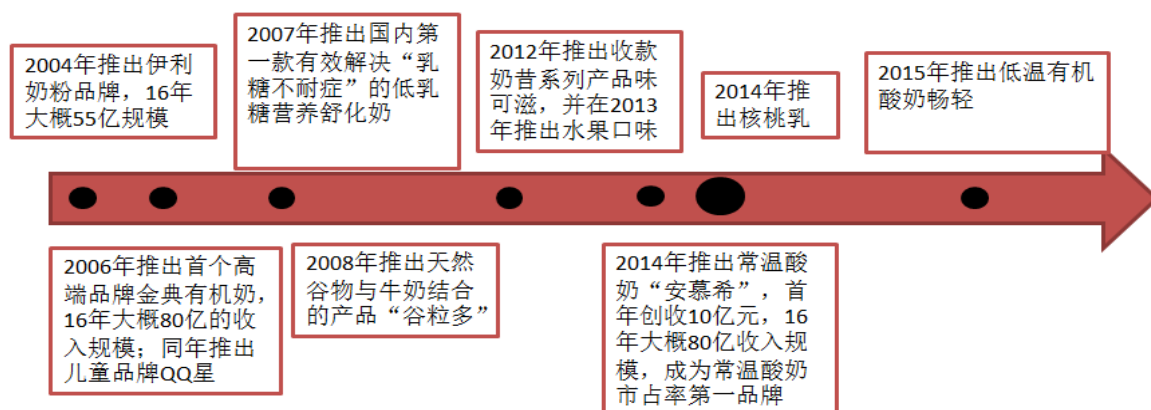 2004年推出伊利
奶粉品牌，16年
大概55亿规模
2007年推出国内第
一款有效解决“乳
糖不耐症”的低乳
糖营养舒化奶
2012年推出收款
奶昔系列产品味
可滋，并在2013
年推出水果口味
2014年推
出核桃乳
2015年推出低温有机
酸奶畅轻
2006年推出首个高
端品牌金典有机奶，
16年大概80亿的收
入规模；同年推出
儿童品牌QQ星
2008年推出天然
谷物与牛奶结合
的产品“谷粒多”
2014年推出常温酸
奶“安慕希”，首
年创收10亿元，16
年大概80亿收入规
模，成为常温酸奶
市占率第一品牌